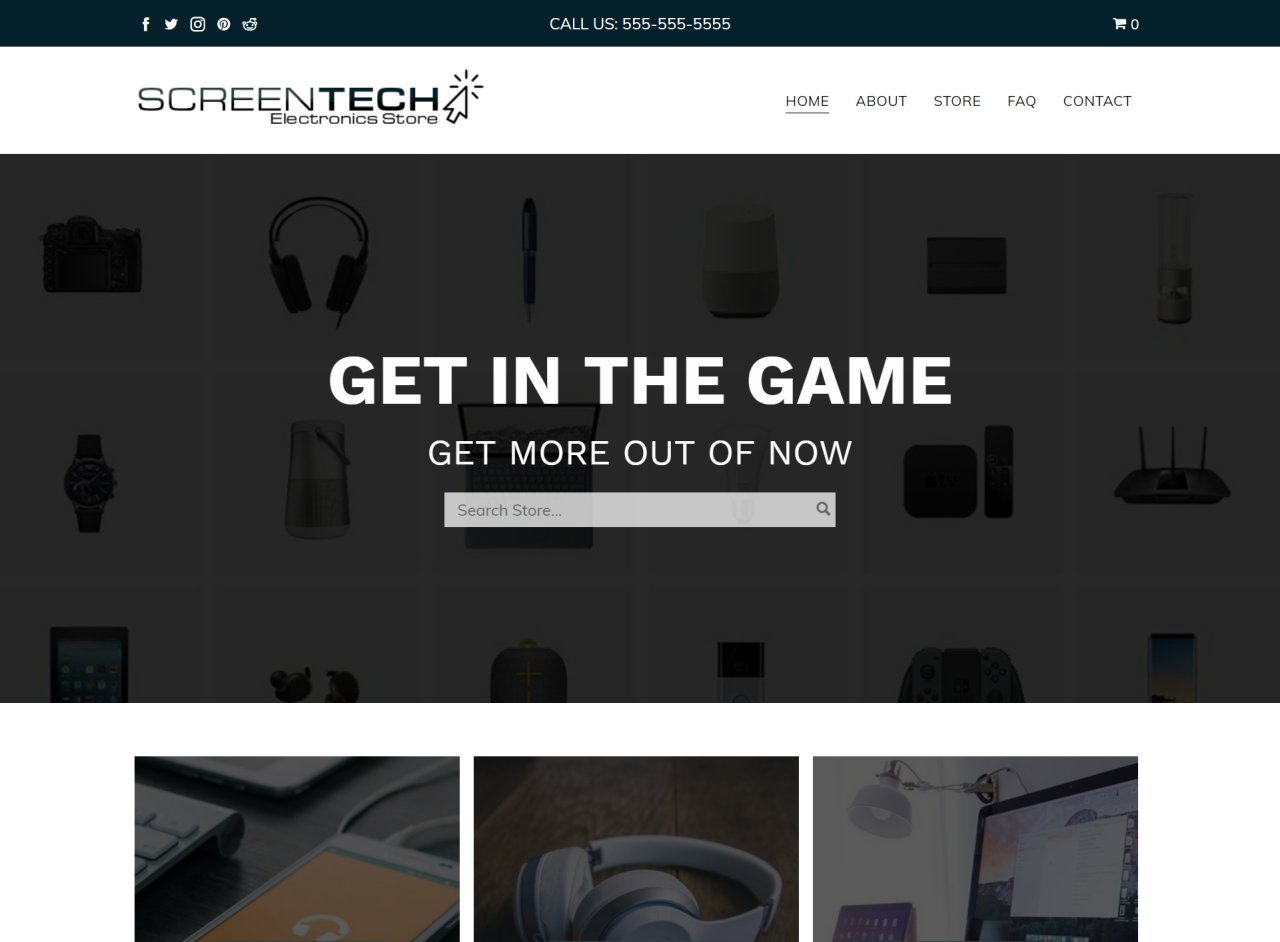 CALL US: 555-555-5555
0
SCREENTECH
Electronics Store
HOME ABOUT STORE FAQ CONTACT
GET IN THE GAME
GET MORE OUT OF NOW
Search Store...